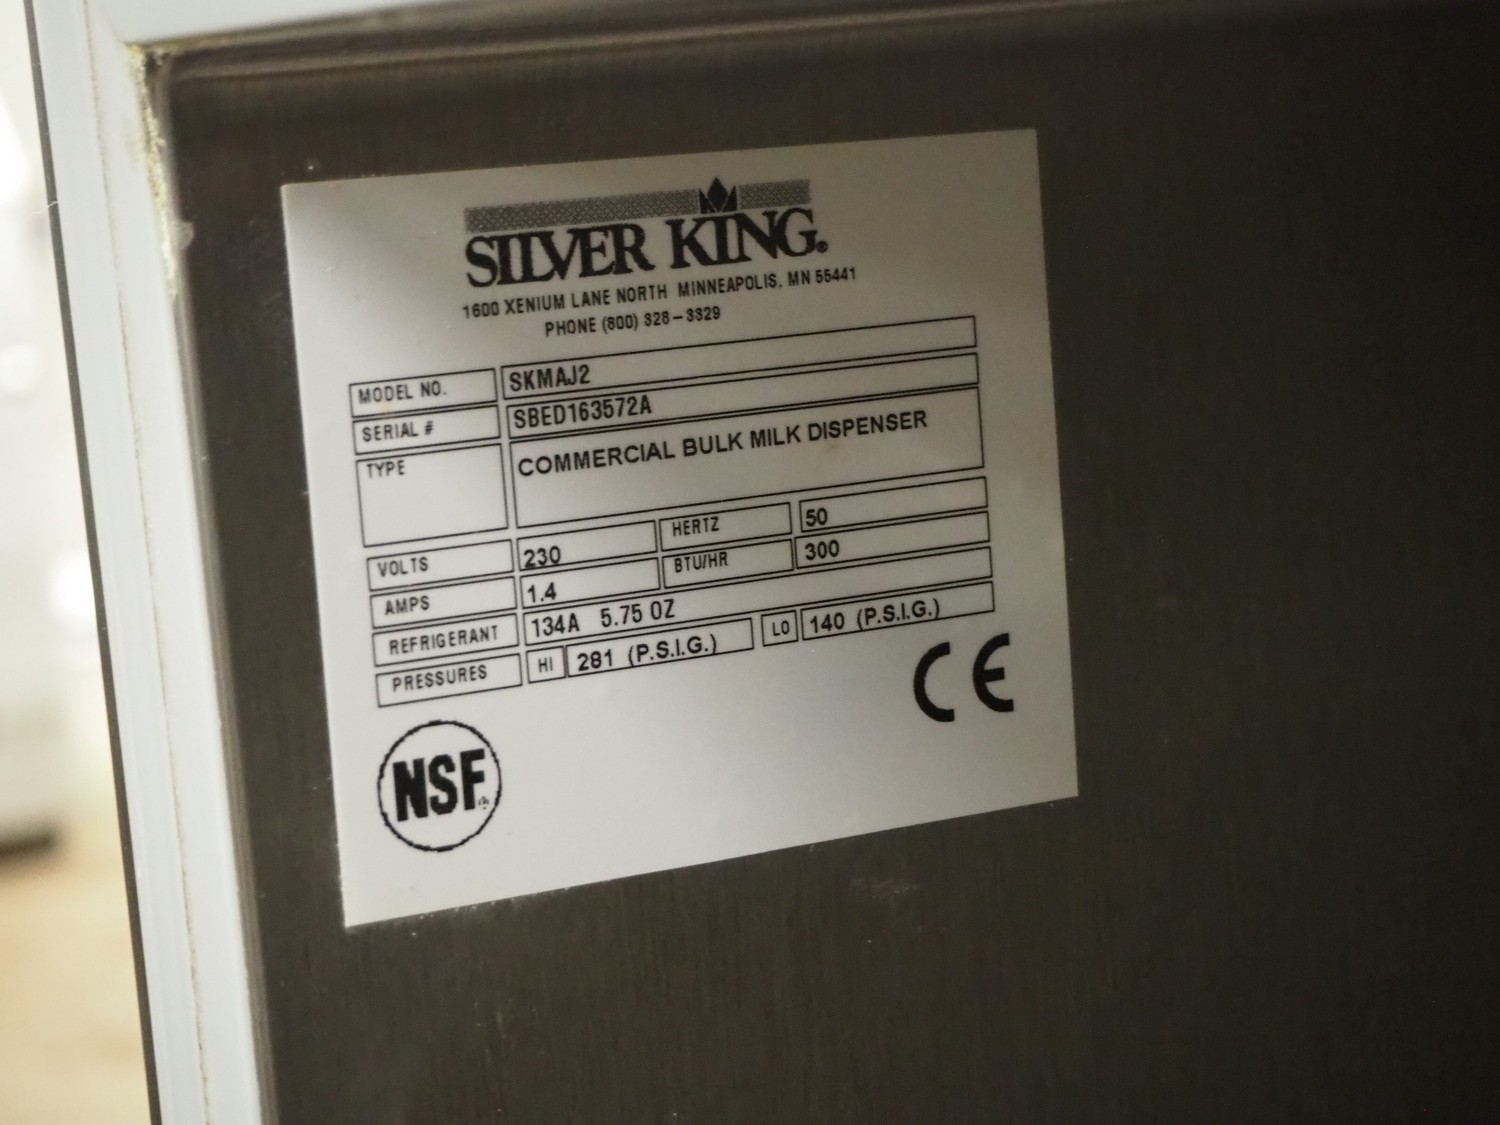 SILVER KING®
1600 XENIUM LANE NORTH MINNEAPOLIS, MN 55441
PHONE (800) 328-3329
MODEL NO. SKMAJ2
SERIAL # SBED163572A
TYPE COMMERCIAL BULK MILK DISPENSER
VOLTS 230 HERTZ 50
AMPS 1.4 BTU/HR 300
REFRIGERANT 134A 5.75 OZ
PRESSURES HI 281 (P.S.I.G.) LO 140 (P.S.I.G.)
CE
NSF®